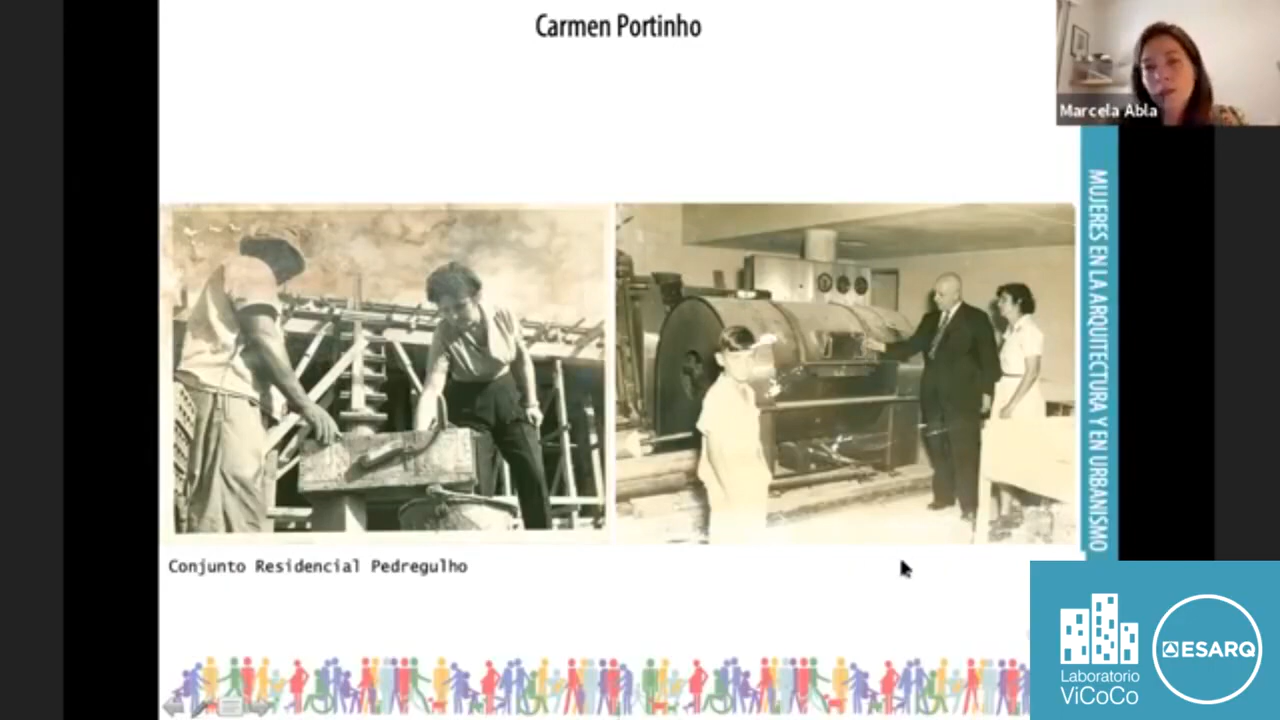 Carmen Portinho
Marcela Abla
MUJERES EN LA ARQUITECTURA Y EN URBANISMO
Conjunto Residencial Pedregulho
Laboratorio
ViCoCo
ESARQ